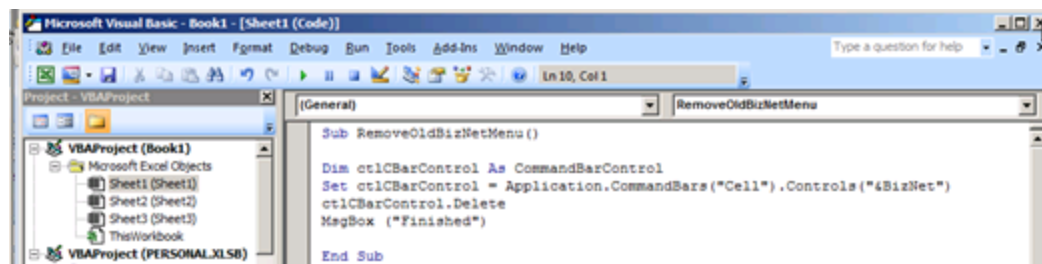 Microsoft Visual Basic - Book1 - [Sheet1 (Code)]
File Edit View Insert Format Debug Run Tools Add-Ins Window Help
Type a question for help
Ln 10, Col 1
Project - VBAProject
(General)
RemoveOldBizNetMenu
VBAProject (Book1)
Microsoft Excel Objects
Sheet1 (Sheet1)
Sheet2 (Sheet2)
Sheet3 (Sheet3)
ThisWorkbook
VBAProject (PERSONAL.XLSB)
Sub RemoveOldBizNetMenu()
Dim ctlCBarControl As CommandBarControl
Set ctlCBarControl = Application.CommandBars("Cell").Controls("&BizNet")
ctlCBarControl.Delete
MsgBox ("Finished")
End Sub